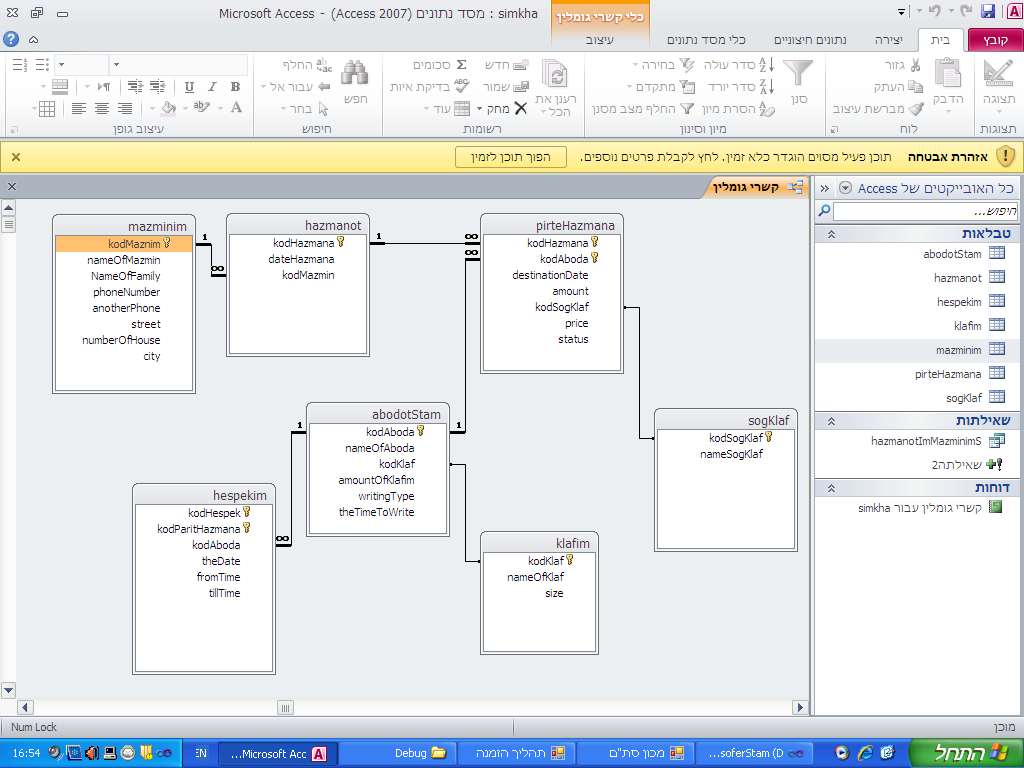 simkha : מסד נתונים (Access 2007) - Microsoft Access
כלי קשרי גומלין
קובץ
בית
יצירה
נתונים חיצוניים
כלי מסד נתונים
עיצוב
תצוגה
תצוגות
הדבק
גזור
העתק
מברשת עיצוב
לוח
סנן
סדר עולה
סדר יורד
הסרת מיון
בחירה
מתקדם
החלף מצב מסנן
מיון וסינון
רענן את הכל
חדש
שמור
מחק
סכומים
בדיקת איות
עוד
רשומות
חפש
החלף
עבור אל
בחר
חיפוש
B I U
A
עיצוב גופן
אזהרת אבטחה תוכן פעיל מסוים הוגדר כלא זמין. לחץ לקבלת פרטים נוספים.
הפוך תוכן לזמין
כל האובייקטים של Access
חיפוש...
טבלאות
abodotStam
hazmanot
hespekim
klafim
mazminim
pirteHazmana
sogKlaf
שאילתות
hazmanotImMazminimS
שאילתה2
דוחות
קשרי גומלין עבור simkha
קשרי גומלין
mazminim
kodMaznim
nameOfMazmin
NameOfFamily
phoneNumber
anotherPhone
street
numberOfHouse
city
1
∞
hazmanot
kodHazmana
dateHazmana
kodMazmin
1
∞
∞
pirteHazmana
kodHazmana
kodAboda
destinationDate
amount
kodSogKlaf
price
status
abodotStam
kodAboda
nameOfAboda
kodKlaf
amountOfKlafim
writingType
theTimeToWrite
1
1
∞
sogKlaf
kodSogKlaf
nameSogKlaf
hespekim
kodHespek
kodParitHazmana
kodAboda
theDate
fromTime
tillTime
klafim
kodKlaf
nameOfKlaf
size
מוכן
Num Lock
התחל
soferStam (D...
מכון סת"ם
תהליך הזמנה
Debug
Microsoft Acc...
EN
16:54